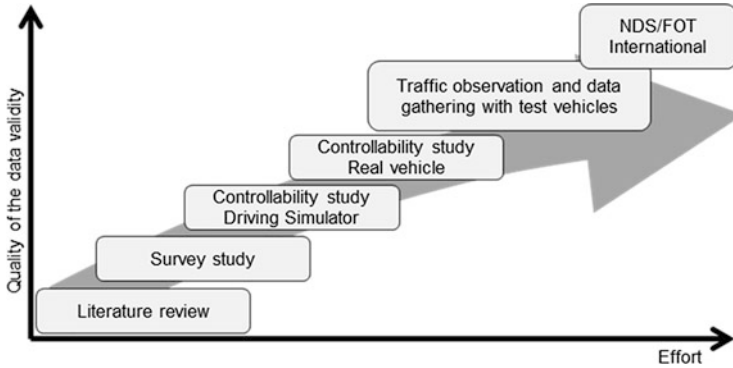 NDS/FOT
International
Traffic observation and data
gathering with test vehicles
Controllability study
Real vehicle
Controllability study
Driving Simulator
Survey study
Literature review
Quality of the data validity
Effort